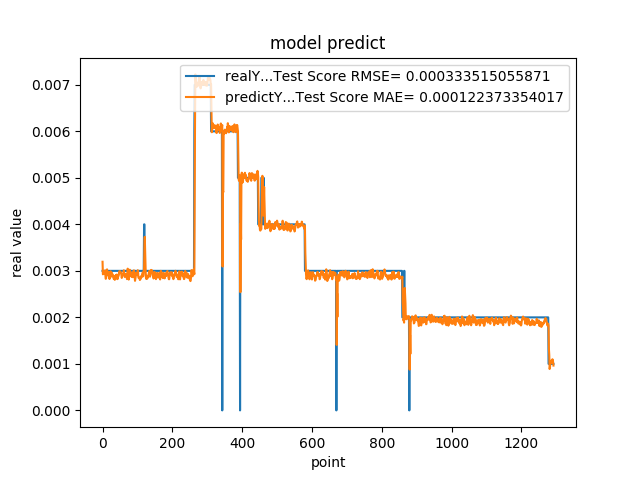 model predict
realY...Test Score RMSE= 0.000333515055871
predictY...Test Score MAE= 0.000122373354017
real value
0.007
0.006
0.005
0.004
0.003
0.002
0.001
0.000
0 200 400 600 800 1000 1200
point